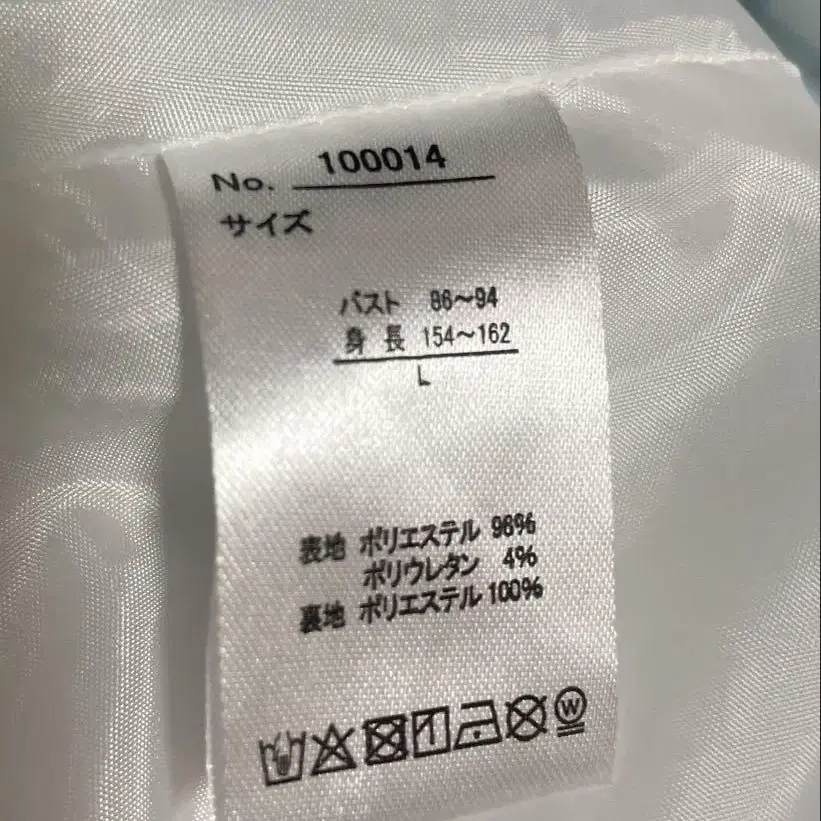 No. 100014
サイズ
バスト 86～94
身長 154～162
L
表地 ポリエステル 96%
ポリウレタン 4%
裏地 ポリエステル 100%
W